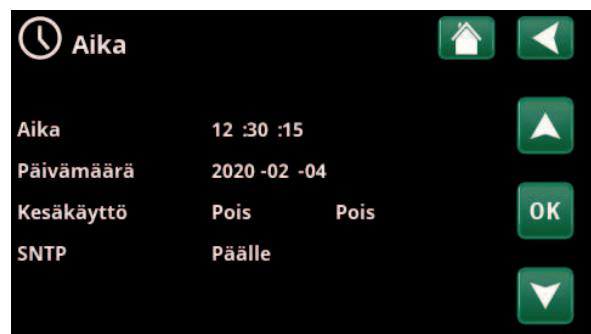 Aika
Aika 12 :30 :15
Päivämäärä 2020 -02 -04
Kesäkäyttö Pois Pois
OK
SNTP Päälle